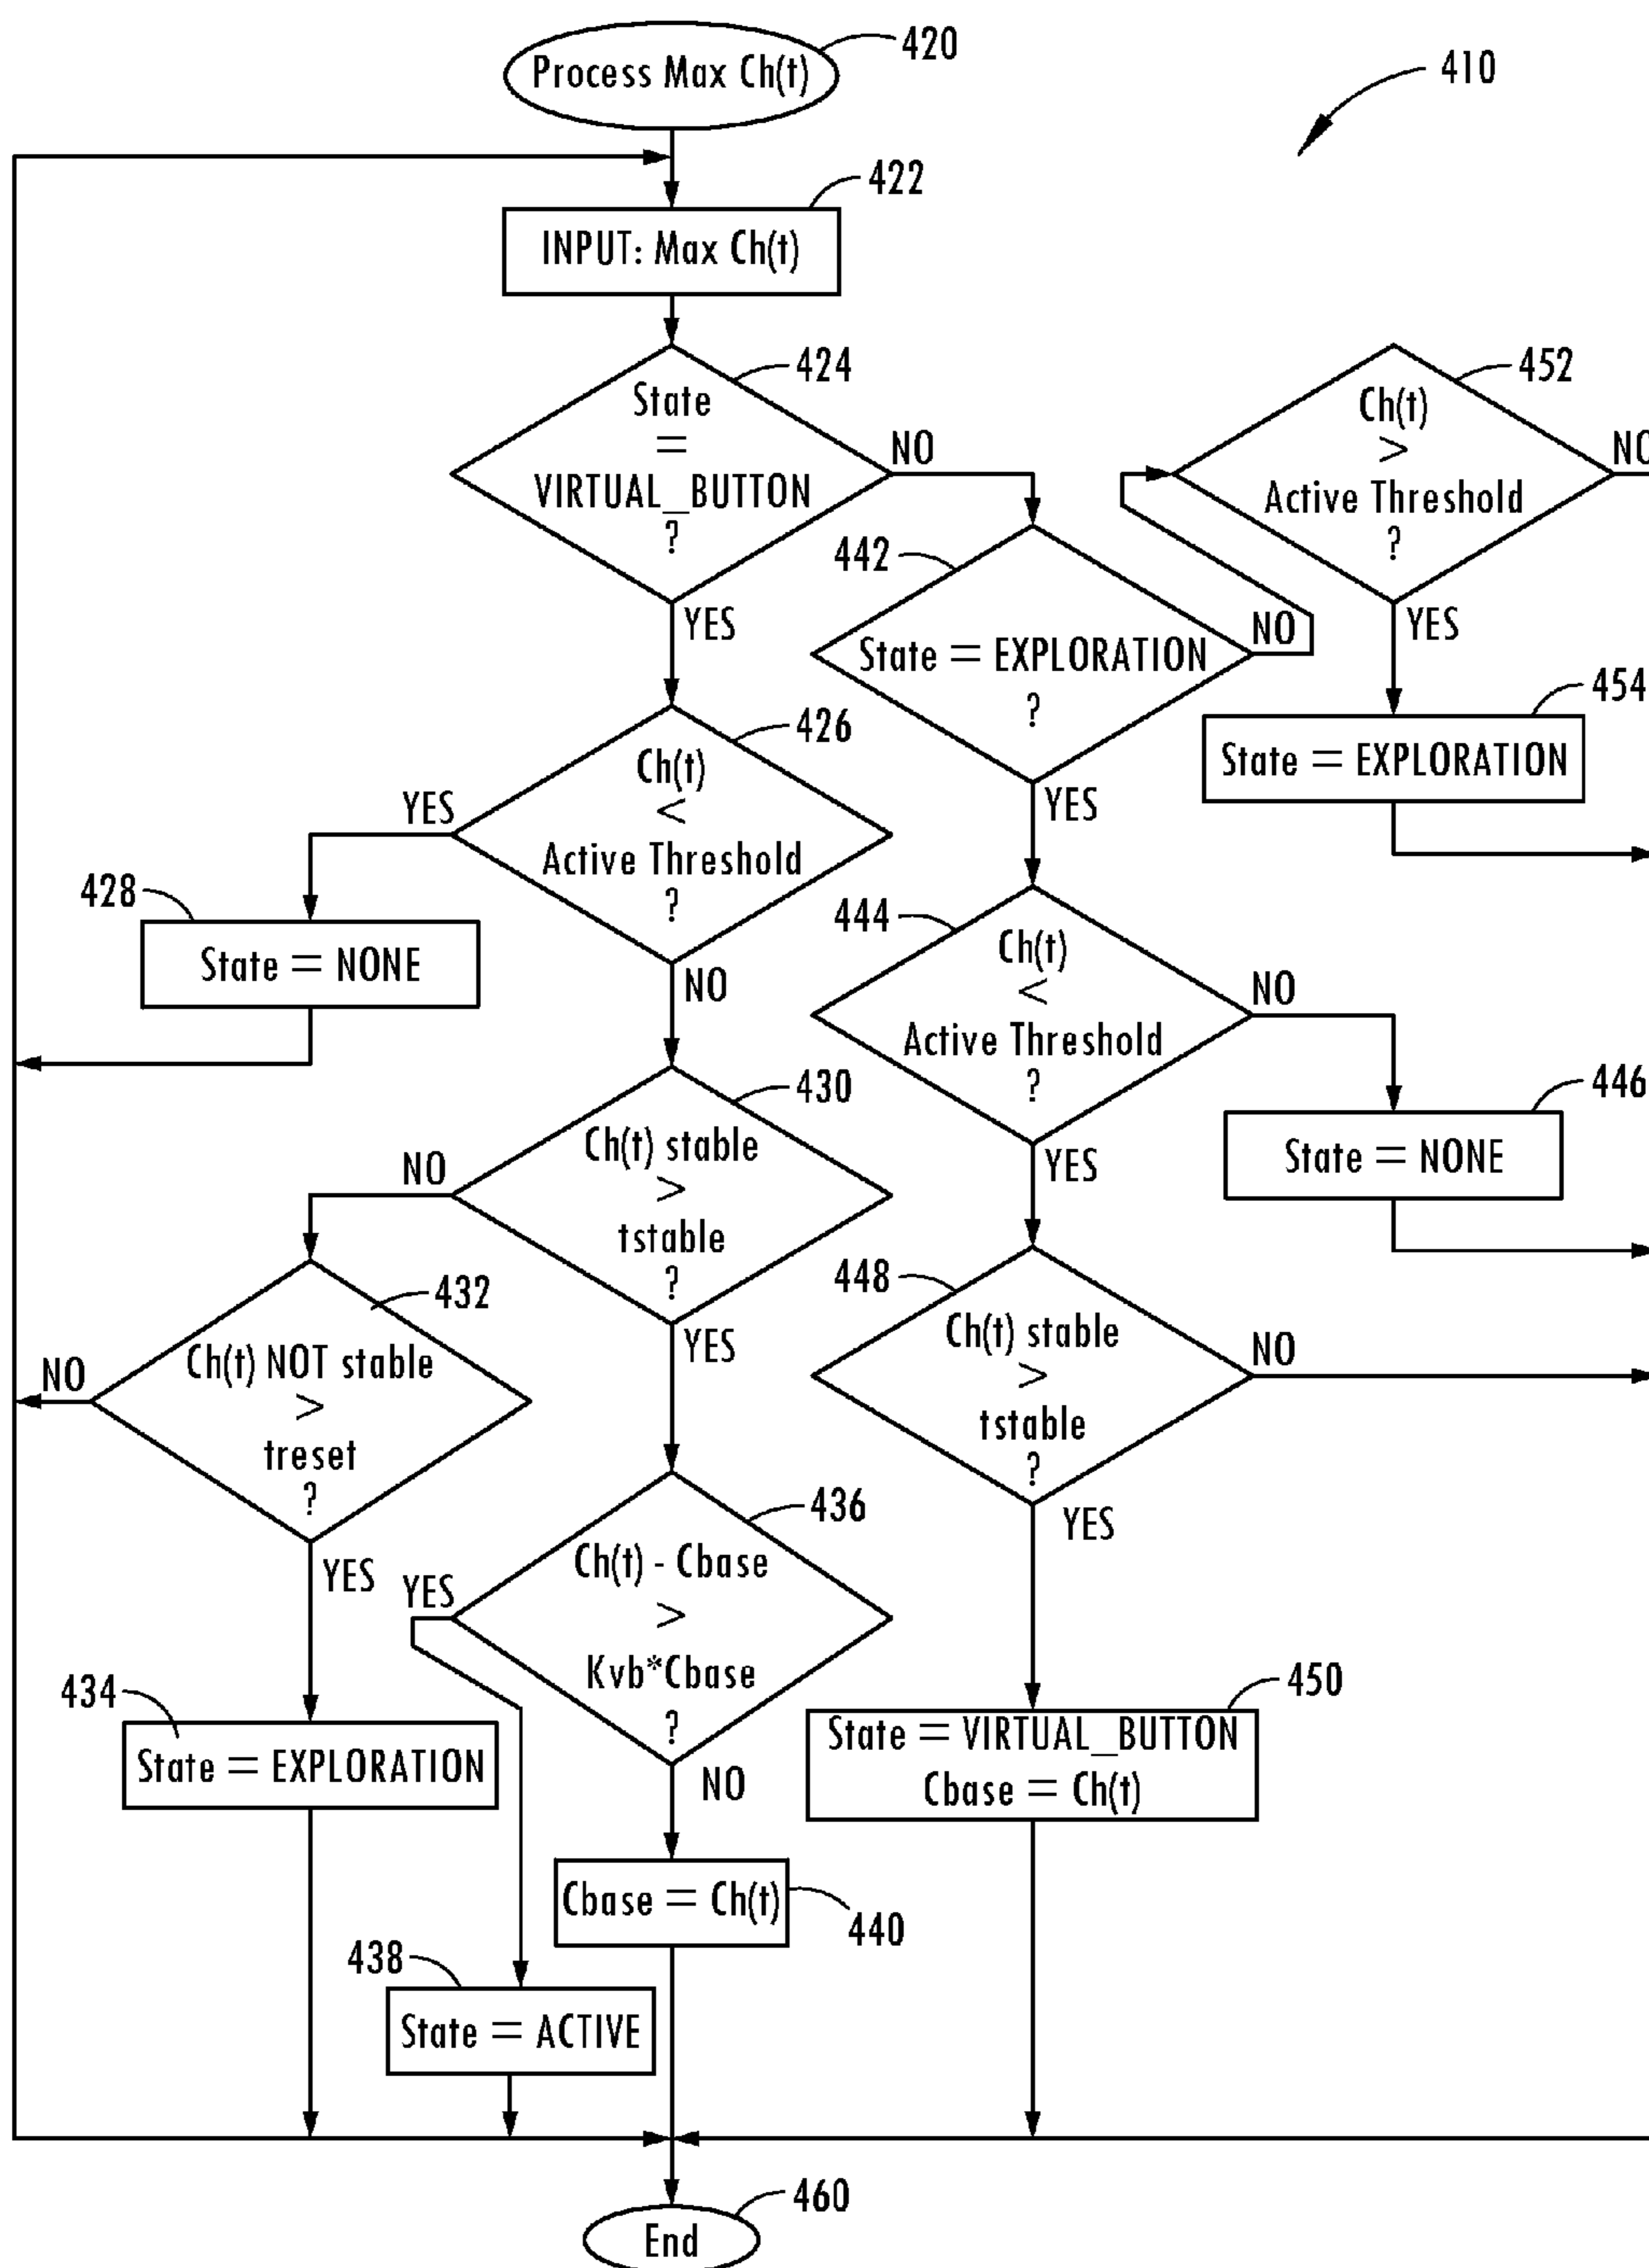 420
Process Max Ch(t)
410
422
INPUT: Max Ch(t)
424
State
=
VIRTUAL_BUTTON
?
NO
YES
452
Ch(t)
>
Active Threshold
?
NO
YES
442
State = EXPLORATION
?
NO
YES
454
State = EXPLORATION
426
Ch(t)
<
Active Threshold
?
YES
NO
428
State = NONE
444
Ch(t)
<
Active Threshold
?
NO
YES
446
State = NONE
430
Ch(t) stable
>
tstable
?
NO
YES
432
Ch(t) NOT stable
>
treset
?
NO
YES
448
Ch(t) stable
>
tstable
?
NO
YES
436
Ch(t) - Cbase
>
Kvb*Cbase
?
YES
NO
434
State = EXPLORATION
450
State = VIRTUAL_BUTTON
Cbase = Ch(t)
Cbase = Ch(t)
440
438
State = ACTIVE
460
End